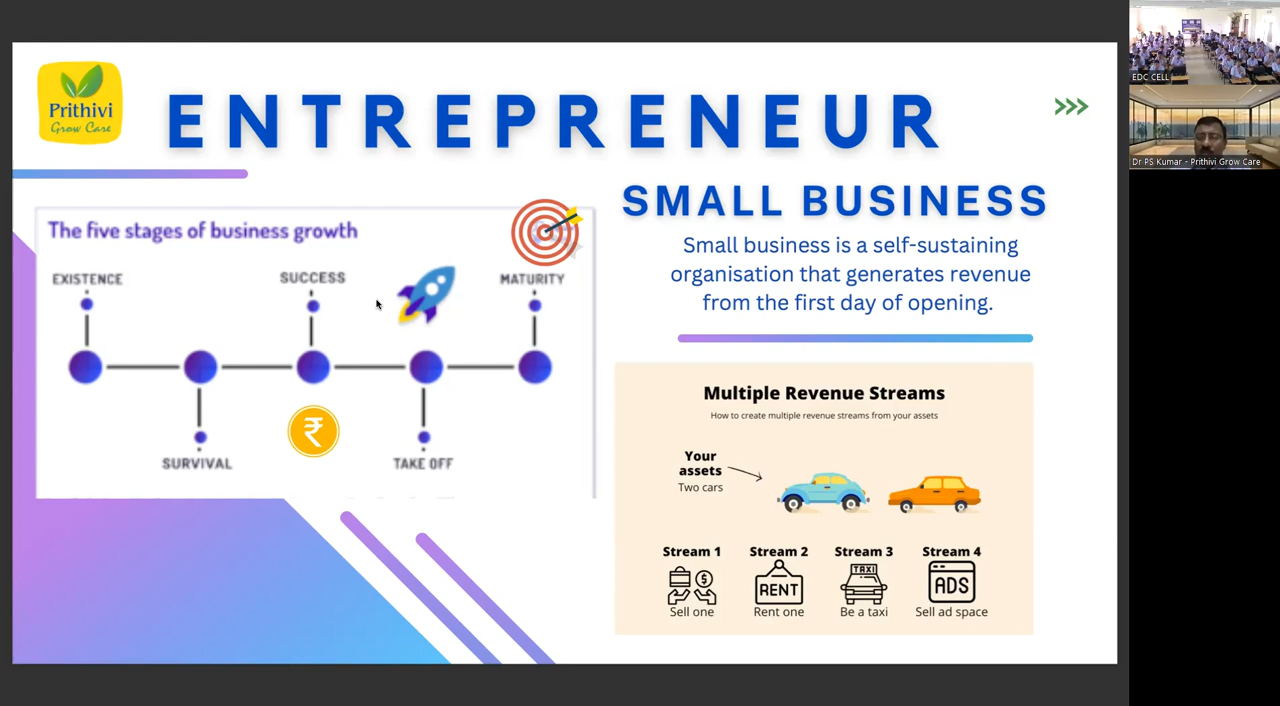 Prithivi
Grow Care
ENTREPRENEUR
SMALL BUSINESS
Small business is a self-sustaining
organisation that generates revenue
from the first day of opening.
The five stages of business growth
EXISTENCE
SUCCESS
MATURITY
₹
SURVIVAL
TAKE OFF
Multiple Revenue Streams
How to create multiple revenue streams from your assets
Your
assets
Two cars
Stream 1
Stream 2
Stream 3
Stream 4
RENT
TAXI
ADS
$
Sell one
Rent one
Be a taxi
Sell ad space
EDC CELL
Dr PS Kumar - Prithivi Grow Care